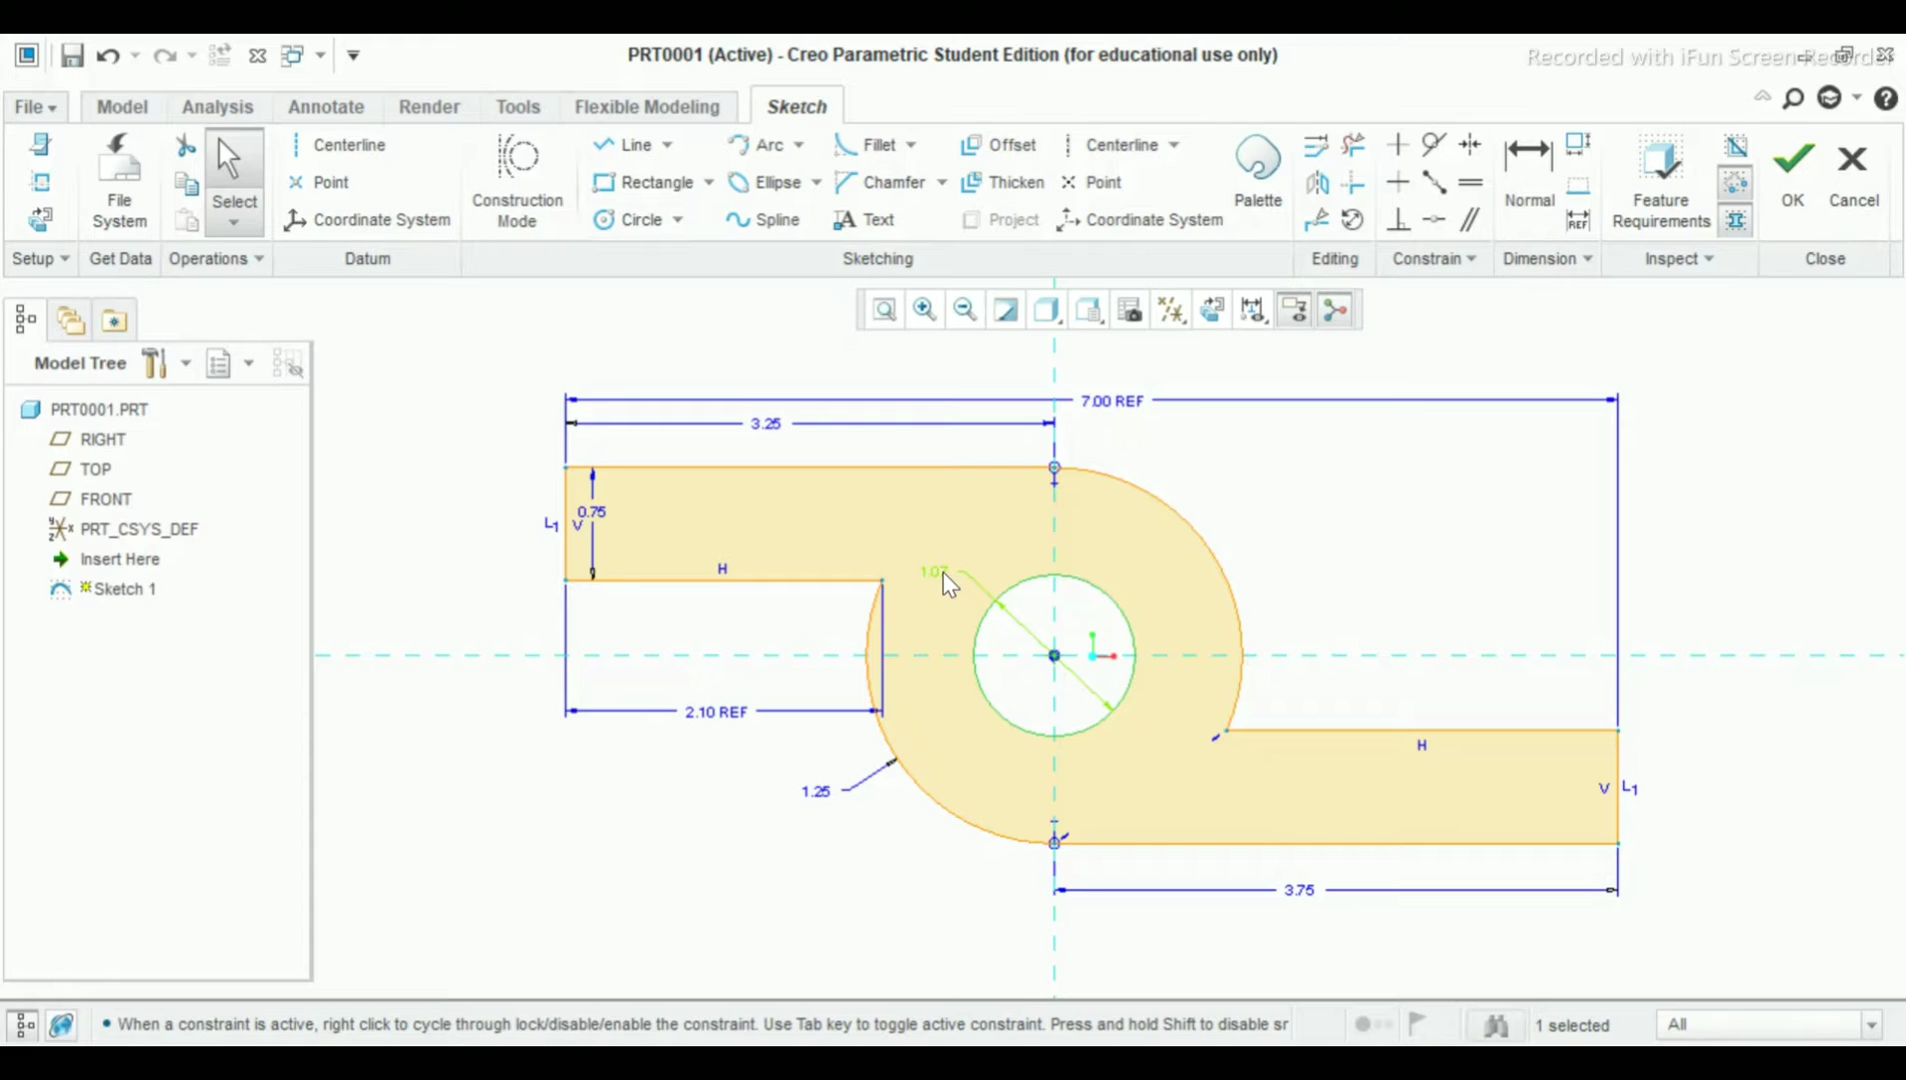 PRT0001 (Active) - Creo Parametric Student Edition (for educational use only)
Recorded with iFun Screen Recorder
File Model Analysis Annotate Render Tools Flexible Modeling Sketch
Centerline Line Arc Fillet Offset Centerline
Point Rectangle Ellipse Chamfer Thicken Point
Coordinate System Circle Spline Text Project Coordinate System
File System
Select
Construction Mode
Palette
Normal
REF
Feature Requirements
OK
Cancel
Setup Get Data Operations Datum Sketching Editing Constrain Dimension Inspect Close
Model Tree
PRT0001.PRT
RIGHT
TOP
FRONT
PRT_CSYS_DEF
Insert Here
Sketch 1
7.00 REF
3.25
0.75
L1 V
H
1.07
2.10 REF
H
1.25
V L1
3.75
When a constraint is active, right click to cycle through lock/disable/enable the constraint. Use Tab key to toggle active constraint. Press and hold Shift to disable sr
1 selected
All